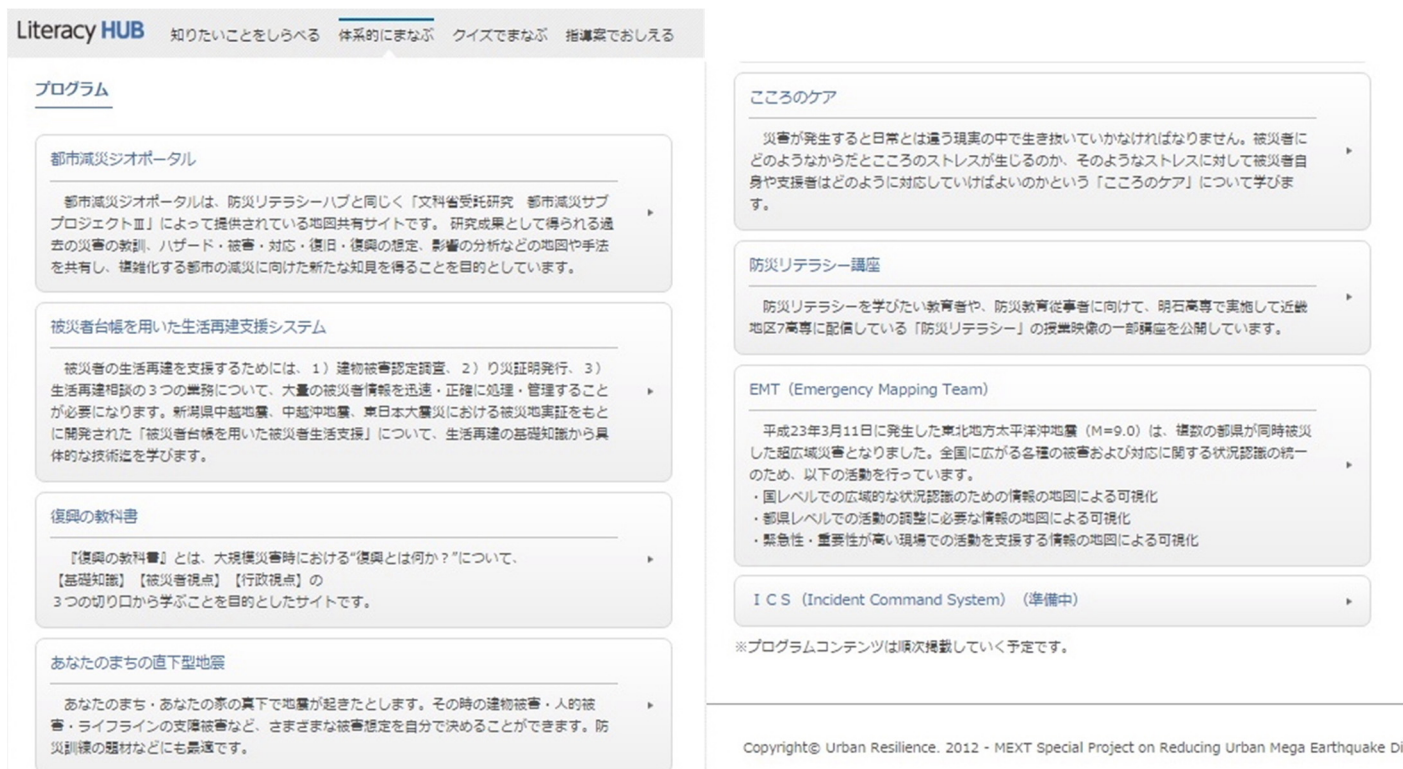 Literacy HUB 知りたいことをしらべる 体系的にまなぶ クイズでまなぶ 指導案でおしえる
プログラム
都市減災ジオポータル
都市減災ジオポータルは、防災リテラシーハブと同じく「文科省受託研究 都市減災サブ
プロジェクトⅢ」によって提供されている地図共有サイトです。 研究成果として得られる過
去の災害の教訓、ハザード・被害・対応・復旧・復興の想定、影響の分析などの地図や手法
を共有し、複雑化する都市の減災に向けた新たな知見を得ることを目的としています。
被災者台帳を用いた生活再建支援システム
被災者の生活再建を支援するためには、１）建物被害認定調査、２）り災証明発行、３）
生活再建相談の３つの業務について、大量の被災者情報を迅速・正確に処理・管理すること
が必要になります。新潟県中越地震、中越沖地震、東日本大震災における被災地実証をもと
に開発された「被災者台帳を用いた被災者生活支援」について、生活再建の基礎知識から具
体的な技術迄を学びます。
復興の教科書
『復興の教科書』とは、大規模災害時における“復興とは何か？”について、
【基礎知識】【被災者視点】【行政視点】の
３つの切り口から学ぶことを目的としたサイトです。
あなたのまちの直下型地震
あなたのまち・あなたの家の真下で地震が起きたとします。その時の建物被害・人的被
害・ライフラインの支障被害など、さまざまな被害想定を自分で決めることができます。防
災訓練の題材などにも最適です。
こころのケア
災害が発生すると日常とは違う現実の中で生き抜いていかなければなりません。被災者に
どのようなからだとこころのストレスが生じるのか、そのようなストレスに対して被災者自
身や支援者はどのように対応していけばよいのかという「こころのケア」について学びま
す。
防災リテラシー講座
防災リテラシーを学びたい教育者や、防災教育従事者に向けて、明石高専で実施して近畿
地区7高専に配信している「防災リテラシー」の授業映像の一部講座を公開しています。
EMT（Emergency Mapping Team）
平成23年3月11日に発生した東北地方太平洋沖地震（M=9.0）は、複数の都県が同時被災
した超広域災害となりました。全国に広がる各種の被害および対応に関する状況認識の統一
のため、以下の活動を行っています。
・国レベルでの広域的な状況認識のための情報の地図による可視化
・都県レベルでの活動の調整に必要な情報の地図による可視化
・緊急性・重要性が高い現場での活動を支援する情報の地図による可視化
ＩＣＳ（Incident Command System）（準備中）
※プログラムコンテンツは順次掲載していく予定です。
Copyright© Urban Resilience. 2012 - MEXT Special Project on Reducing Urban Mega Earthquake Di